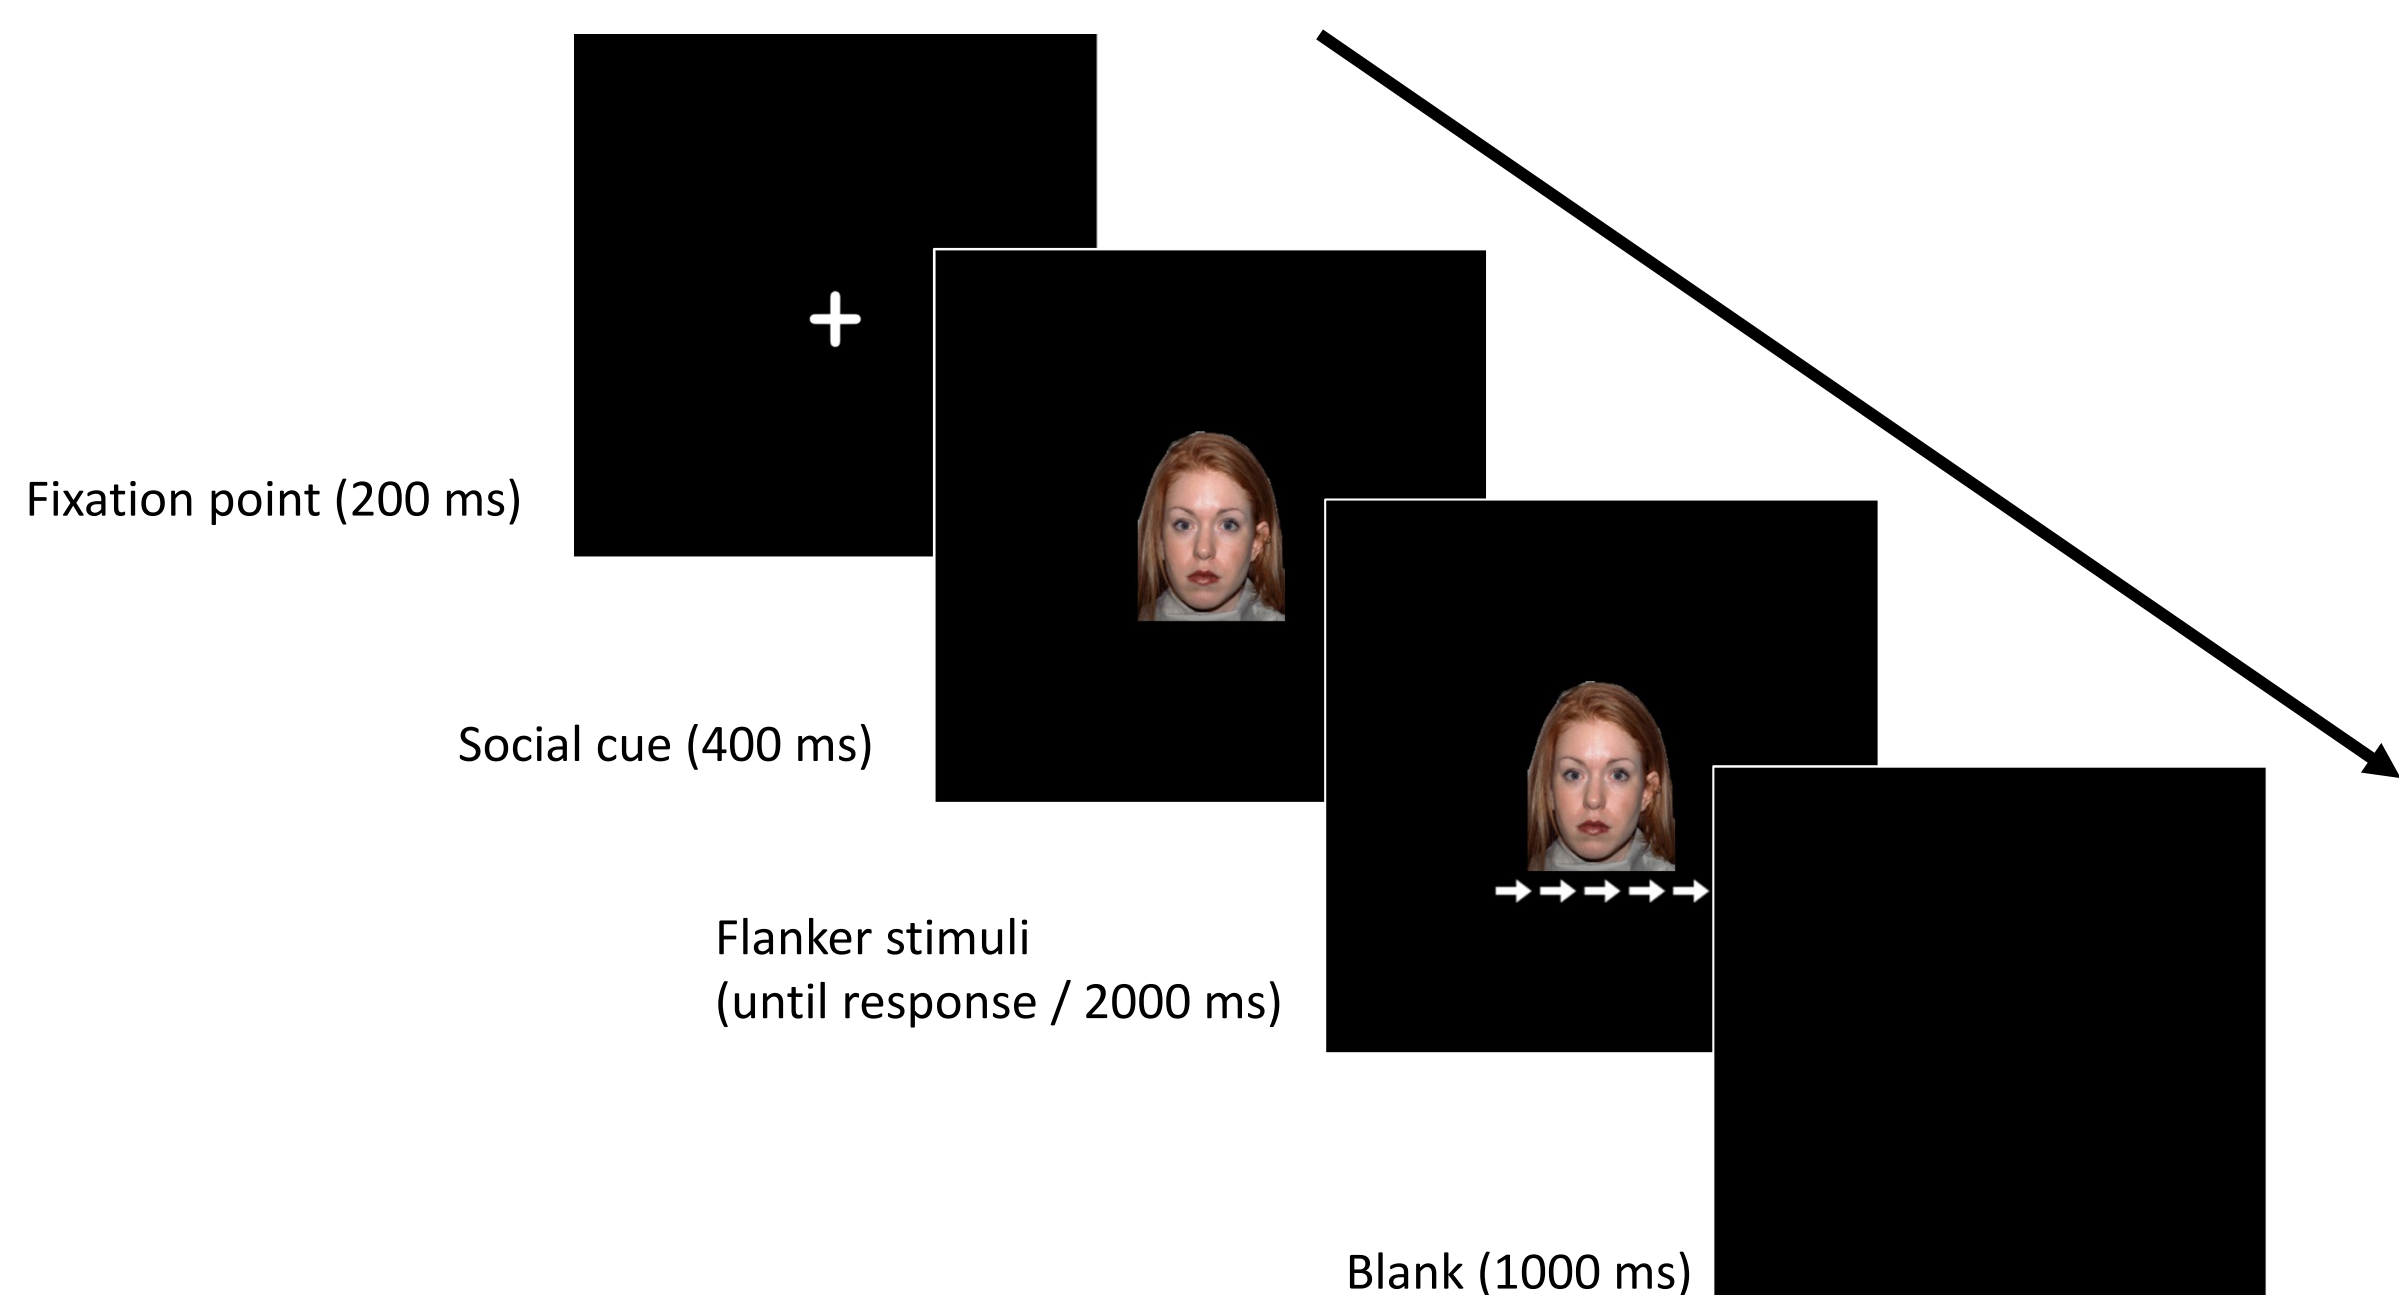 Fixation point (200 ms)
Social cue (400 ms)
Flanker stimuli
(until response / 2000 ms)
Blank (1000 ms)